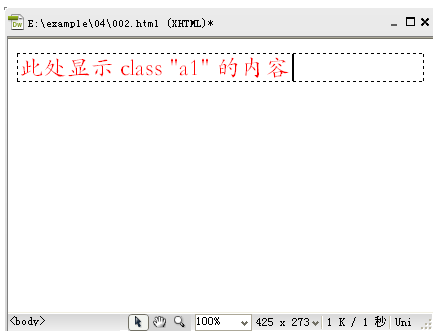 Dw
E:\example\04\002.html (XHTML)*
此处显示 class "a1" 的内容
<body> 100% 425 x 273 1 K / 1 秒 Uni